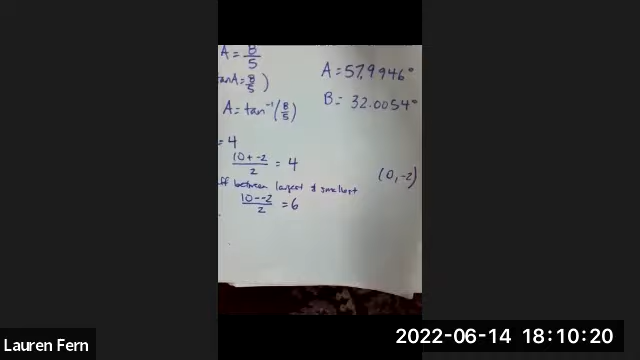 A = 8/5
tanA = 8/5 )
A = tan⁻¹(8/5)
A = 57.9946°
B = 32.0054°
= 4
10 + -2 / 2 = 4
(0, -2)
ff between largest & smallest
10 - -2 / 2 = 6
Lauren Fern
2022-06-14 18:10:20